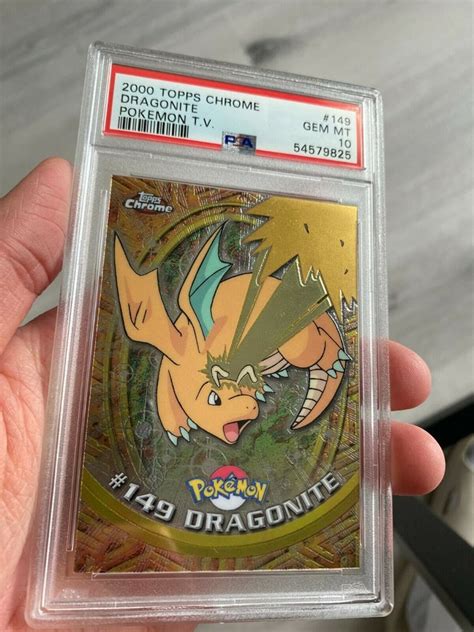 2000 TOPPS CHROME #149
DRAGONITE GEM MT
POKEMON T.V. 10
PSA 54579825
TOPPS
Chrome
POKéMON
#149 DRAGONITE